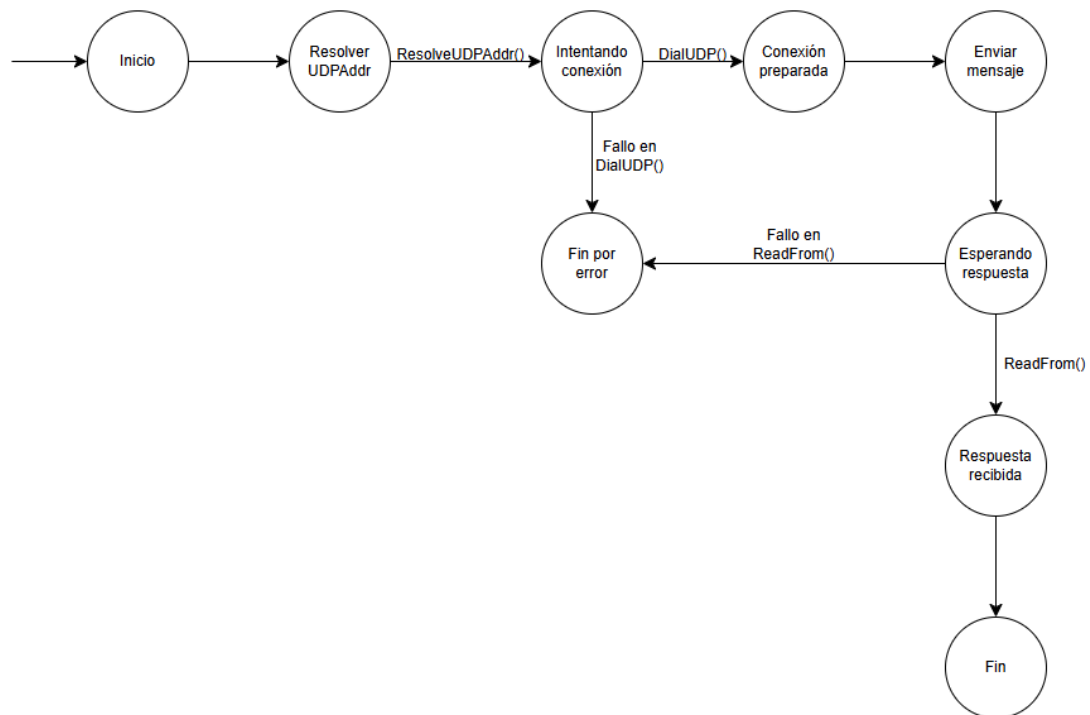 Inicio
Resolver
UDPAddr
ResolveUDPAddr()
Intentando
conexión
DialUDP()
Conexión
preparada
Enviar
mensaje
Fallo en
DialUDP()
Fin por
error
Fallo en
ReadFrom()
Esperando
respuesta
ReadFrom()
Respuesta
recibida
Fin